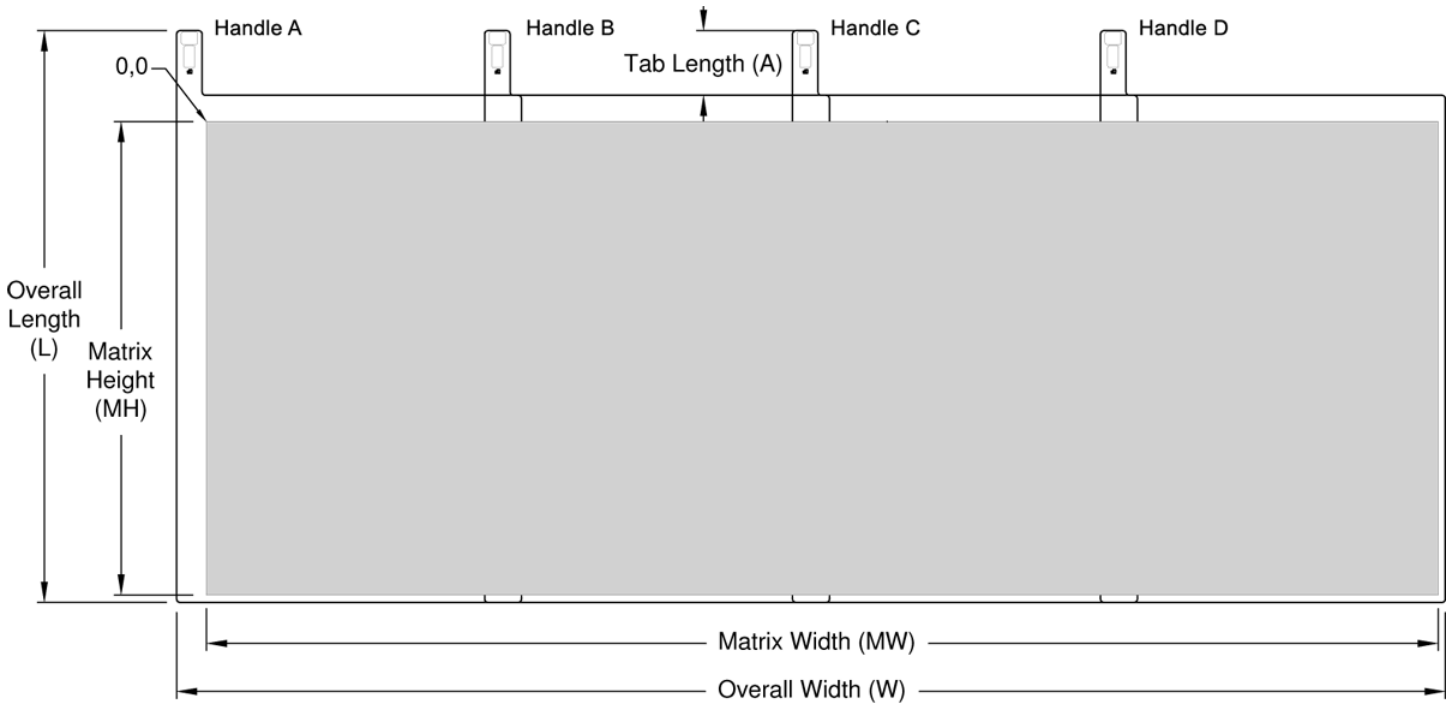 Handle A
Handle B
Handle C
Handle D
0,0
Tab Length (A)
Overall
Length
(L)
Matrix
Height
(MH)
Matrix Width (MW)
Overall Width (W)